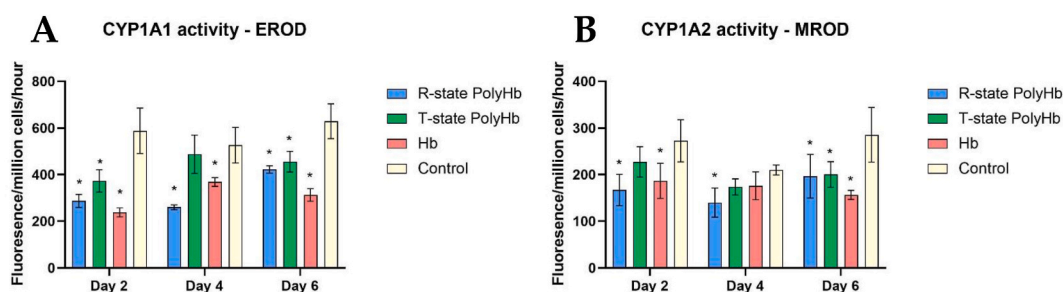 A
CYP1A1 activity - EROD
Fluorescence/million cells/hour
800
600
400
200
0
* * *
* *
* * *
Day 2 Day 4 Day 6
R-state PolyHb
T-state PolyHb
Hb
Control
B
CYP1A2 activity - MROD
Fluorescence/million cells/hour
400
300
200
100
0
* *
*
* * *
Day 2 Day 4 Day 6
R-state PolyHb
T-state PolyHb
Hb
Control